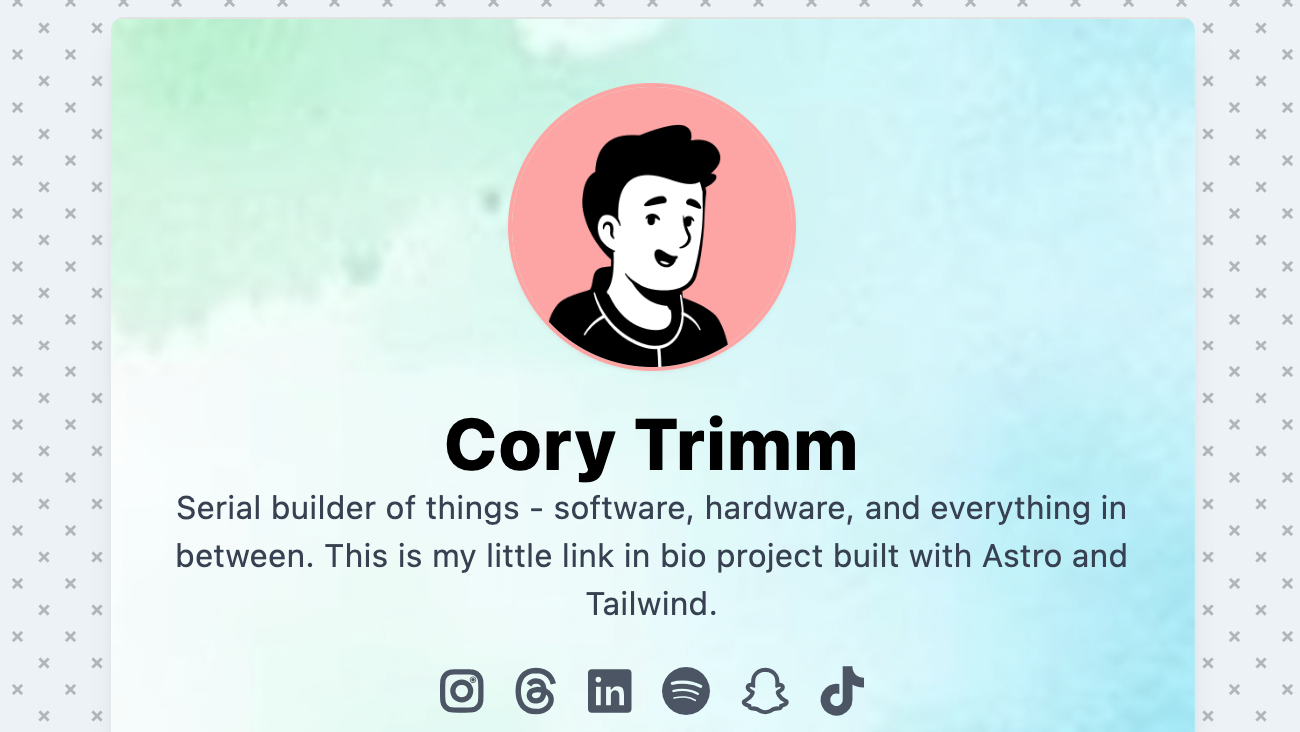 Cory Trimm
Serial builder of things - software, hardware, and everything in
between. This is my little link in bio project built with Astro and
Tailwind.